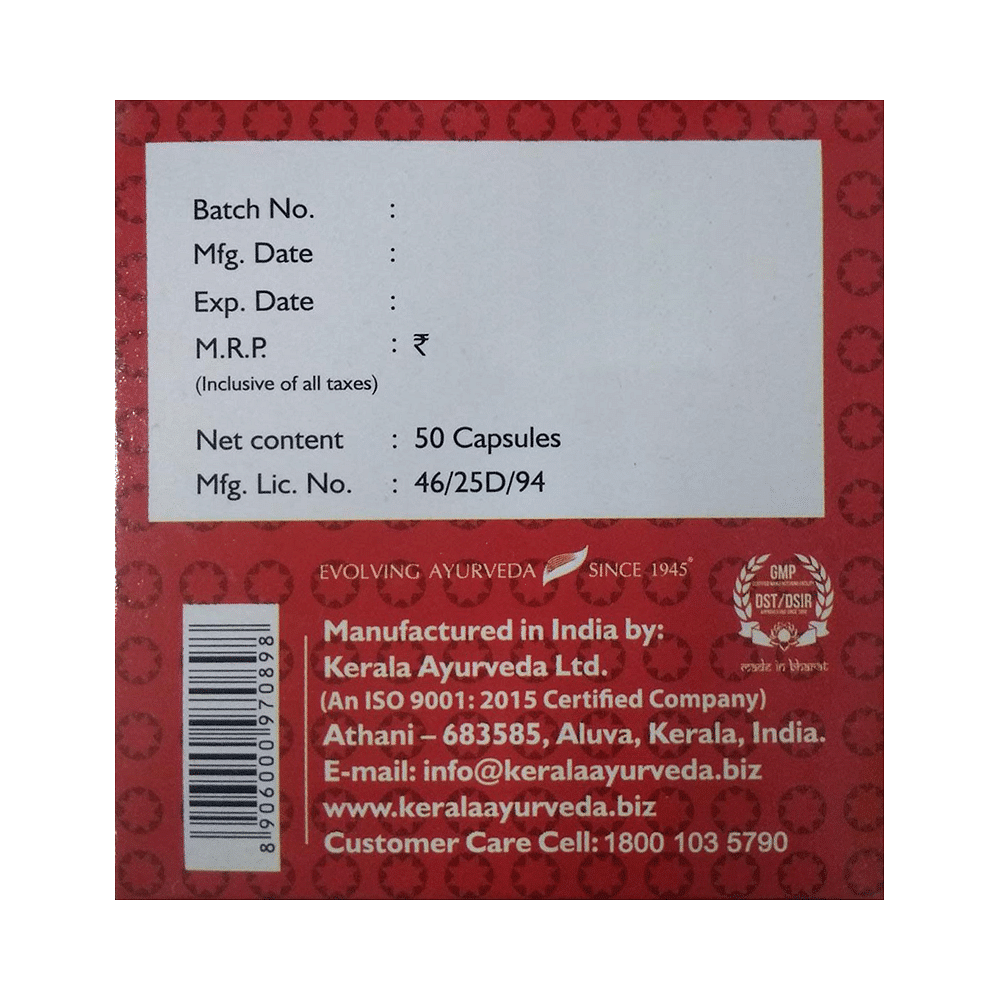 Batch No. :
Mfg. Date :
Exp. Date :
M.R.P. : ₹
(Inclusive of all taxes)
Net content : 50 Capsules
Mfg. Lic. No. : 46/25D/94
EVOLVING AYURVEDA SINCE 1945
GMP
CERTIFIED MANUFACTURING FACILITY
DST/DSIR
made in bharat
8906000970898
Manufactured in India by:
Kerala Ayurveda Ltd.
(An ISO 9001: 2015 Certified Company)
Athani – 683585, Aluva, Kerala, India.
E-mail: info@keralaayurveda.biz
www.keralaayurveda.biz
Customer Care Cell: 1800 103 5790